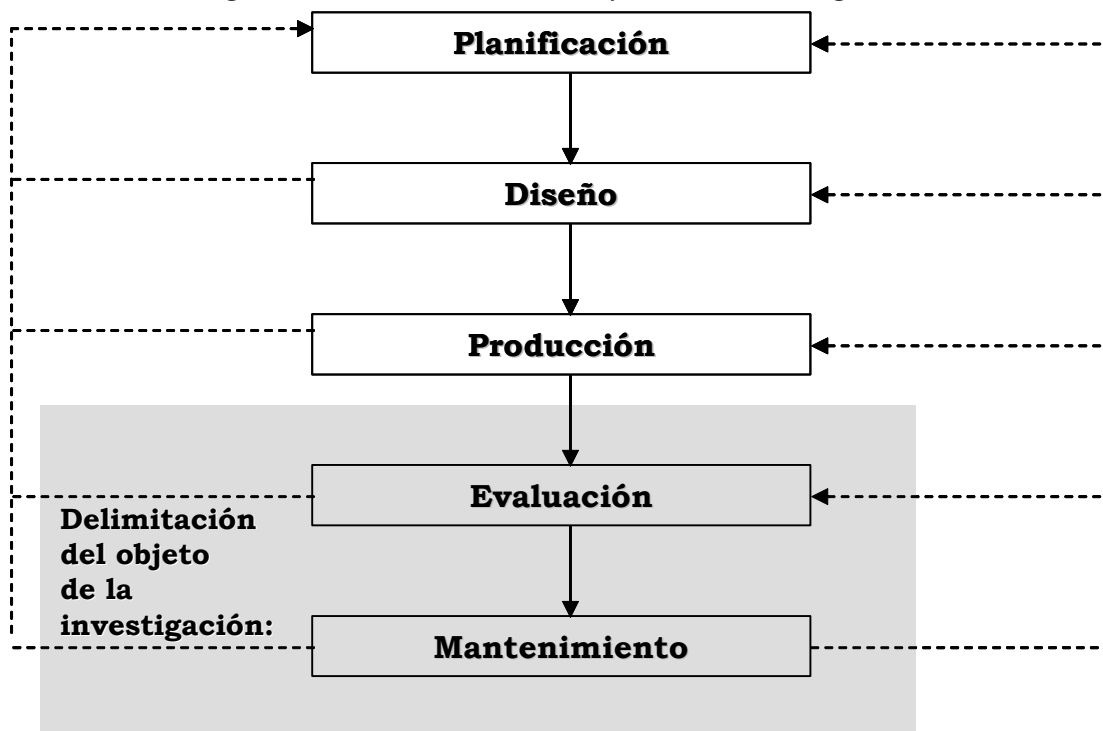 Planificación
Diseño
Producción
Evaluación
Delimitación
del objeto
de la
investigación:
Mantenimiento